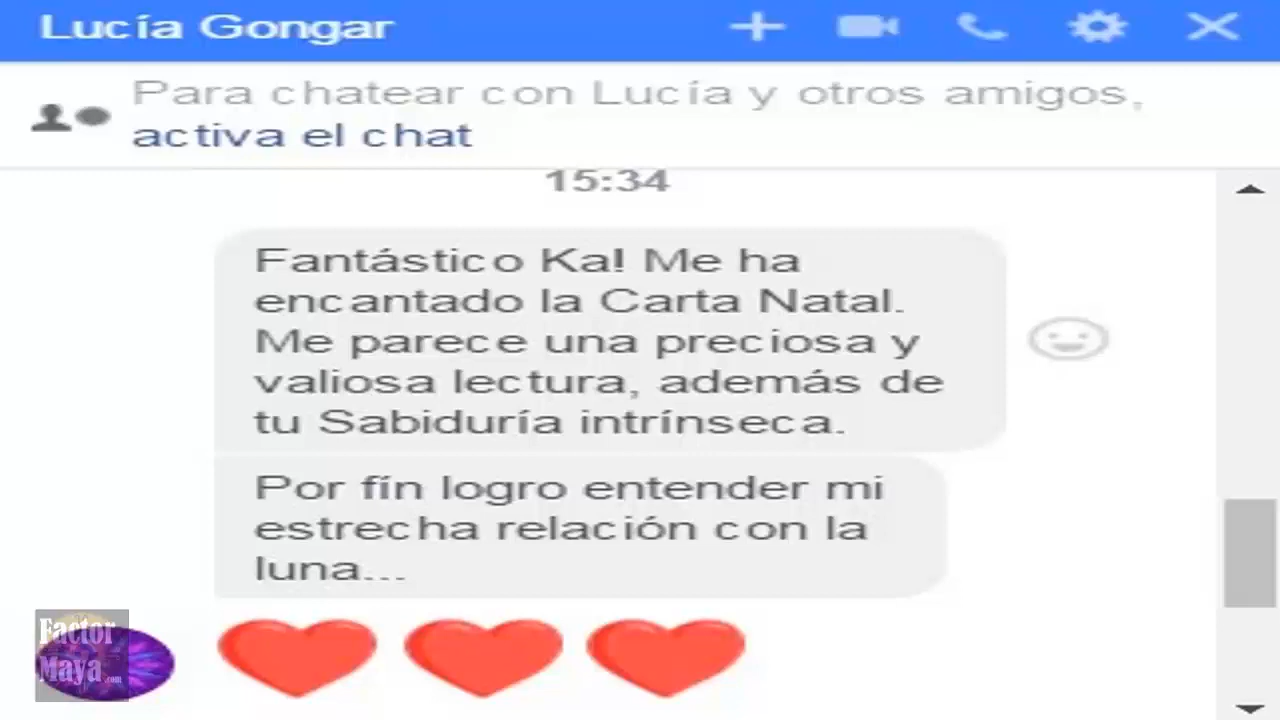 Lucía Gongar
Para chatear con Lucía y otros amigos,
activa el chat
15:34
Fantástico Ka! Me ha
encantado la Carta Natal.
Me parece una preciosa y
valiosa lectura, además de
tu Sabiduría intrínseca.
Por fín logro entender mi
estrecha relación con la
luna...
Factor
Maya.com